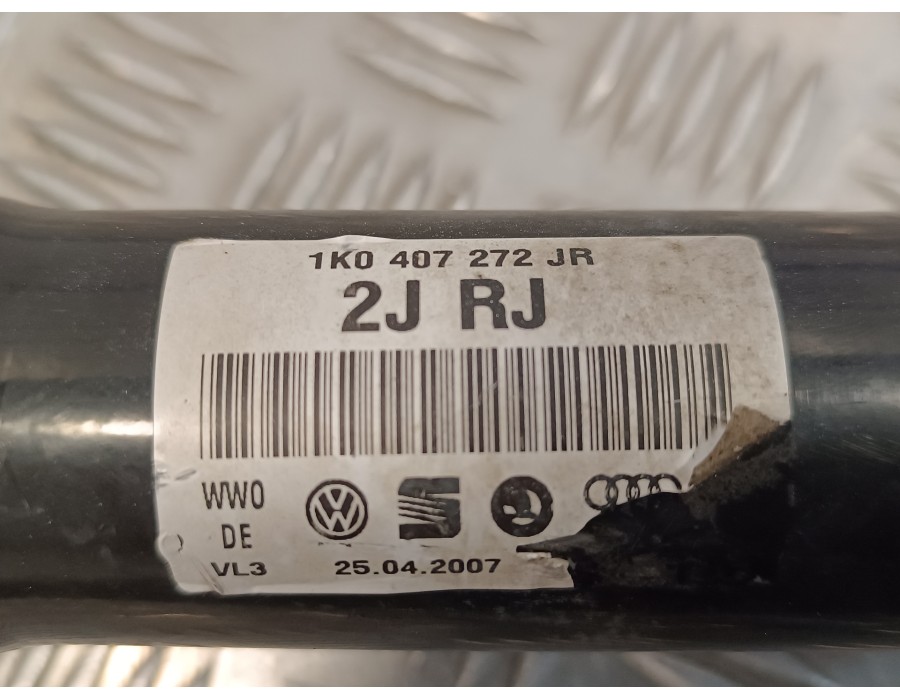 1K0 407 272 JR
2J RJ
WWO
DE
VL3
25.04.2007